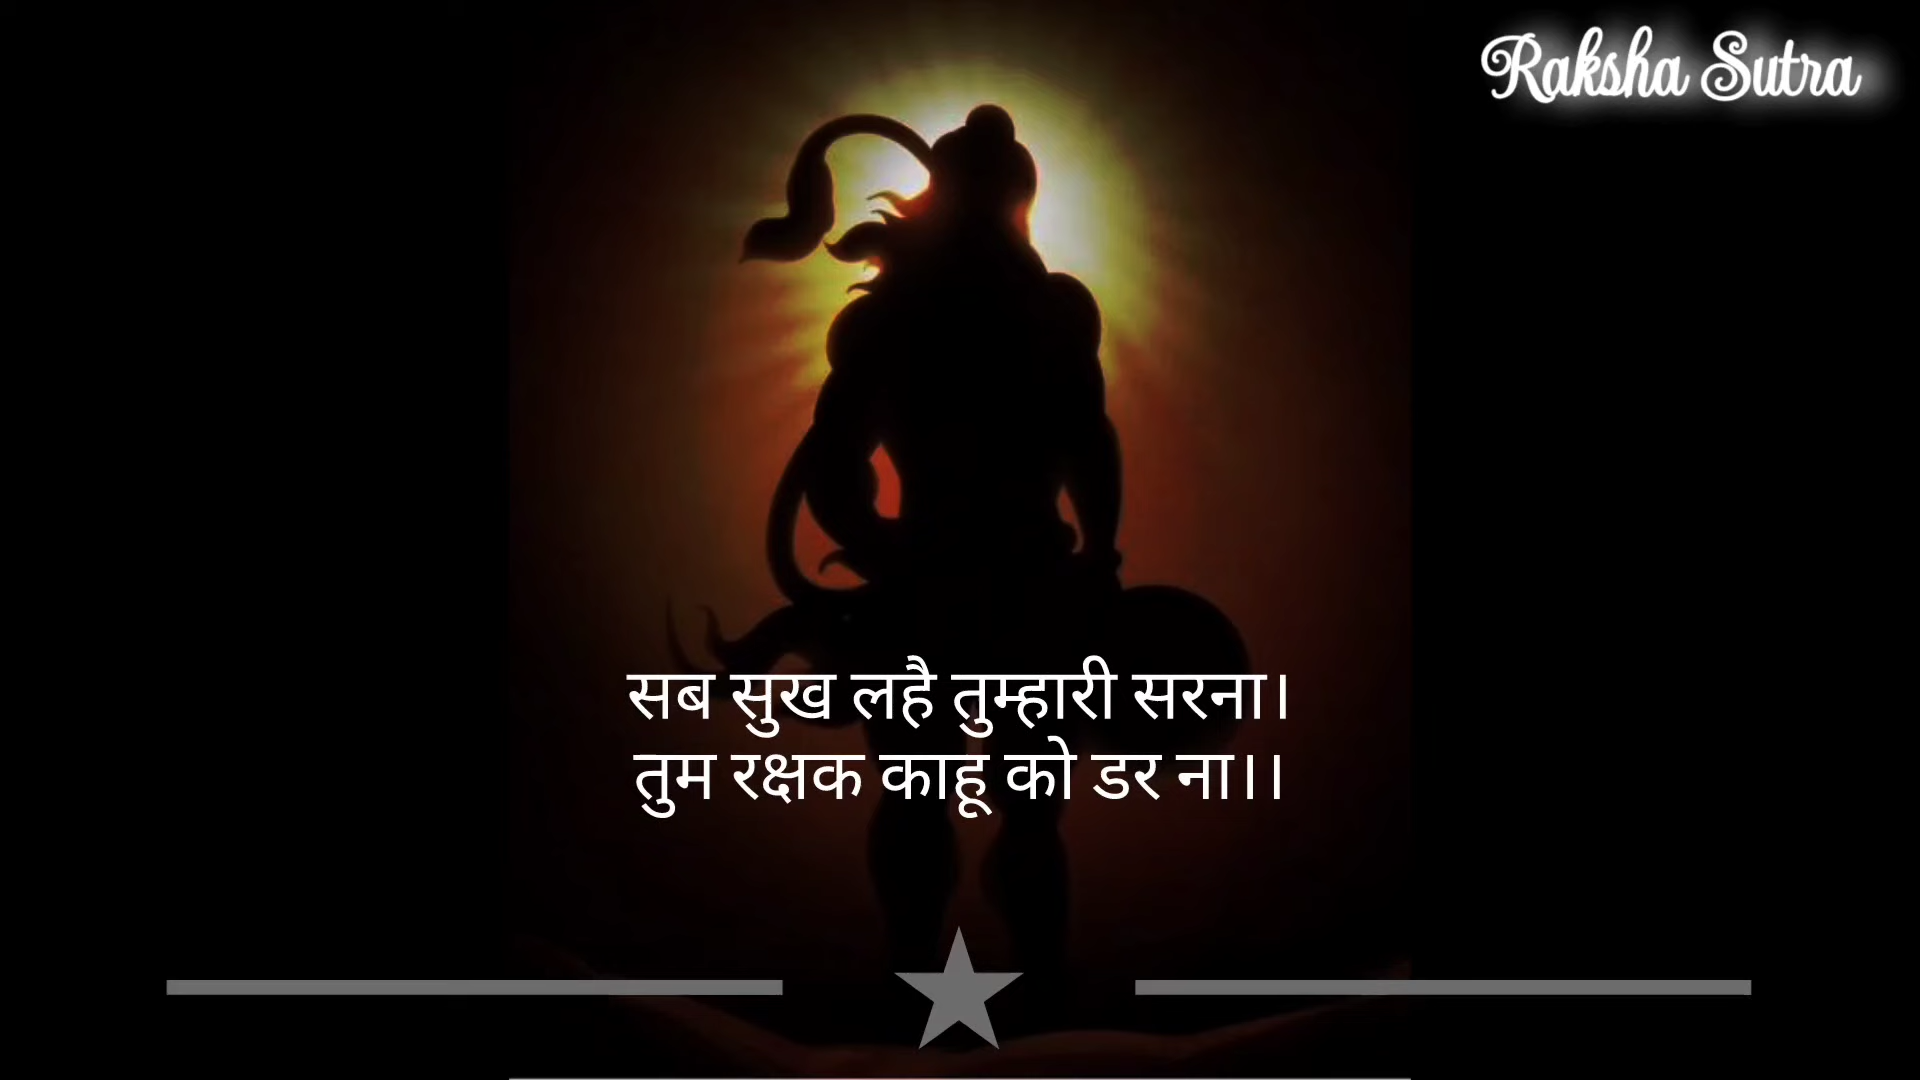 Raksha Sutra
सब सुख लहै तुम्हारी सरना।
तुम रक्षक काहू को डर ना।।